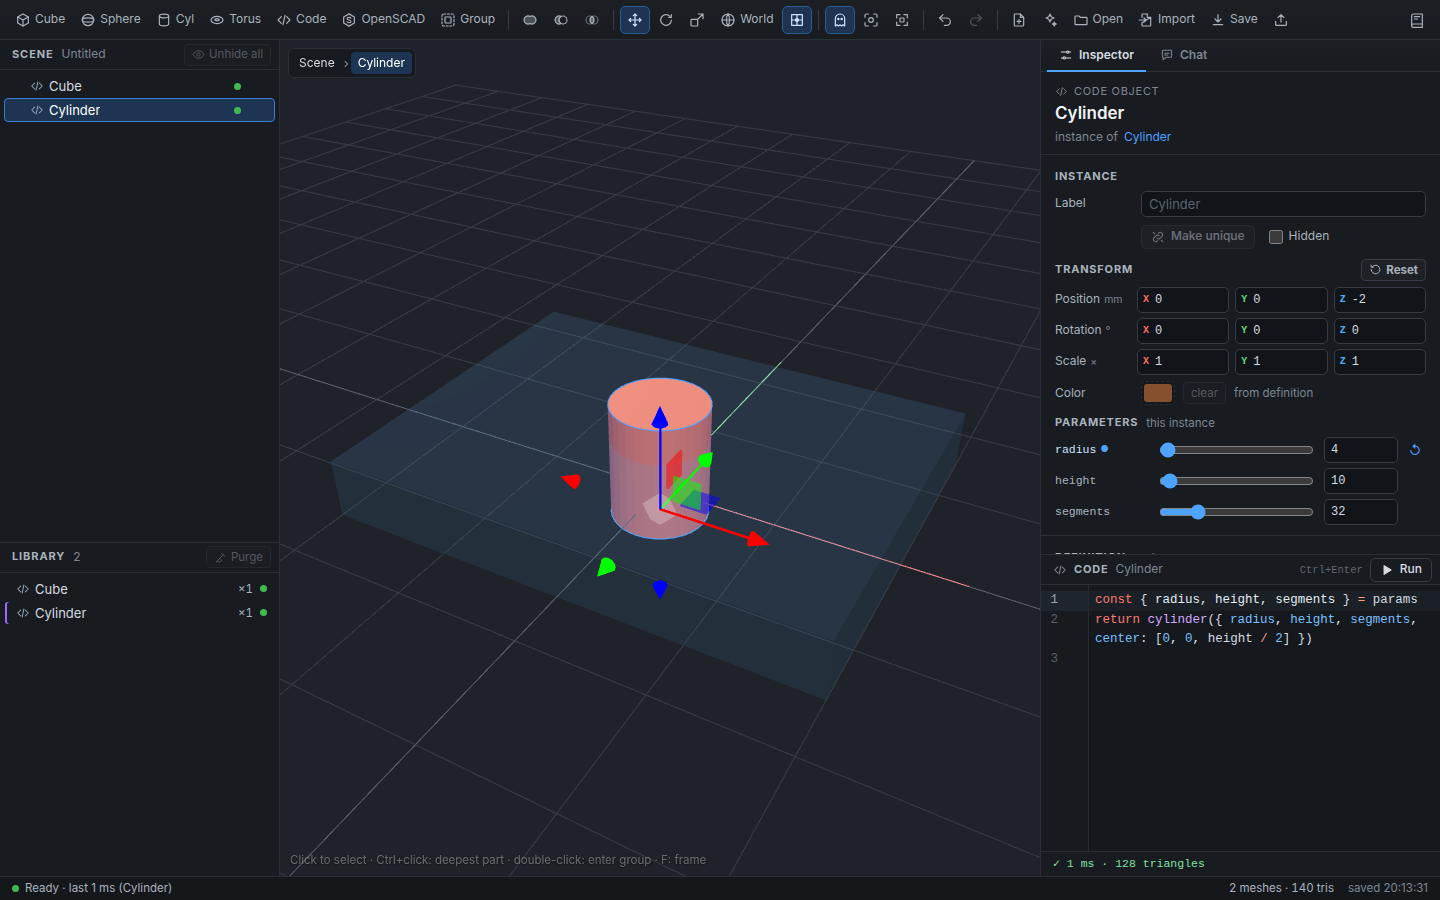 Cube Sphere Cyl Torus Code OpenSCAD Group World Open Import Save
SCENE Untitled Unhide all
Cube
Cylinder
LIBRARY 2 Purge
Cube ×1
Cylinder ×1
Scene › Cylinder
Click to select · Ctrl+click: deepest part · double-click: enter group · F: frame
Inspector Chat
CODE OBJECT
Cylinder
instance of Cylinder
INSTANCE
Label Cylinder
Make unique Hidden
TRANSFORM Reset
Position mm X 0 Y 0 Z -2
Rotation ° X 0 Y 0 Z 0
Scale × X 1 Y 1 Z 1
Color clear from definition
PARAMETERS this instance
radius 4
height 10
segments 32
CODE Cylinder Ctrl+Enter Run
1 const { radius, height, segments } = params
2 return cylinder({ radius, height, segments,
center: [0, 0, height / 2] })
3
✓ 1 ms · 128 triangles
Ready · last 1 ms (Cylinder) 2 meshes · 140 tris saved 20:13:31